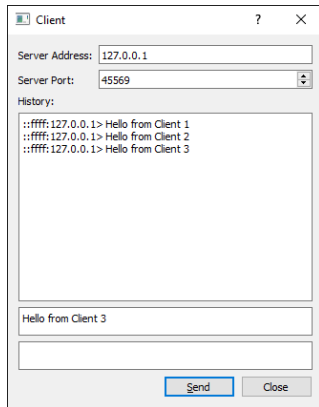 Client
?
Server Address: 127.0.0.1
Server Port: 45569
History:
::ffff:127.0.0.1> Hello from Client 1
::ffff:127.0.0.1> Hello from Client 2
::ffff:127.0.0.1> Hello from Client 3
Hello from Client 3
Send
Close